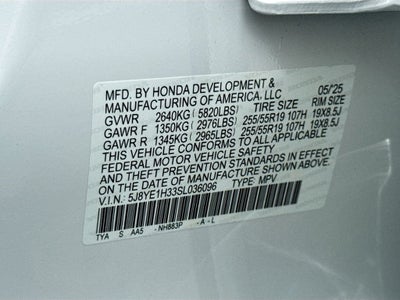 MFD. BY HONDA DEVELOPMENT &
MANUFACTURING OF AMERICA, LLC 05/25
GVWR 2640KG (5820LBS) TIRE SIZE RIM SIZE
GAWR F 1350KG (2976LBS) 255/55R19 107H 19X8.5J
GAWR R 1345KG (2965LBS) 255/55R19 107H 19X8.5J
THIS VEHICLE CONFORMS TO ALL APPLICABLE
FEDERAL MOTOR VEHICLE SAFETY AND
THEFT PREVENTION STANDARDS IN EFFECT
ON THE DATE OF MANUFACTURE SHOWN ABOVE.
V.I.N.: 5J8YE1H33SL036096 TYPE: MPV
TYA S AA5 -NH883P -A-L